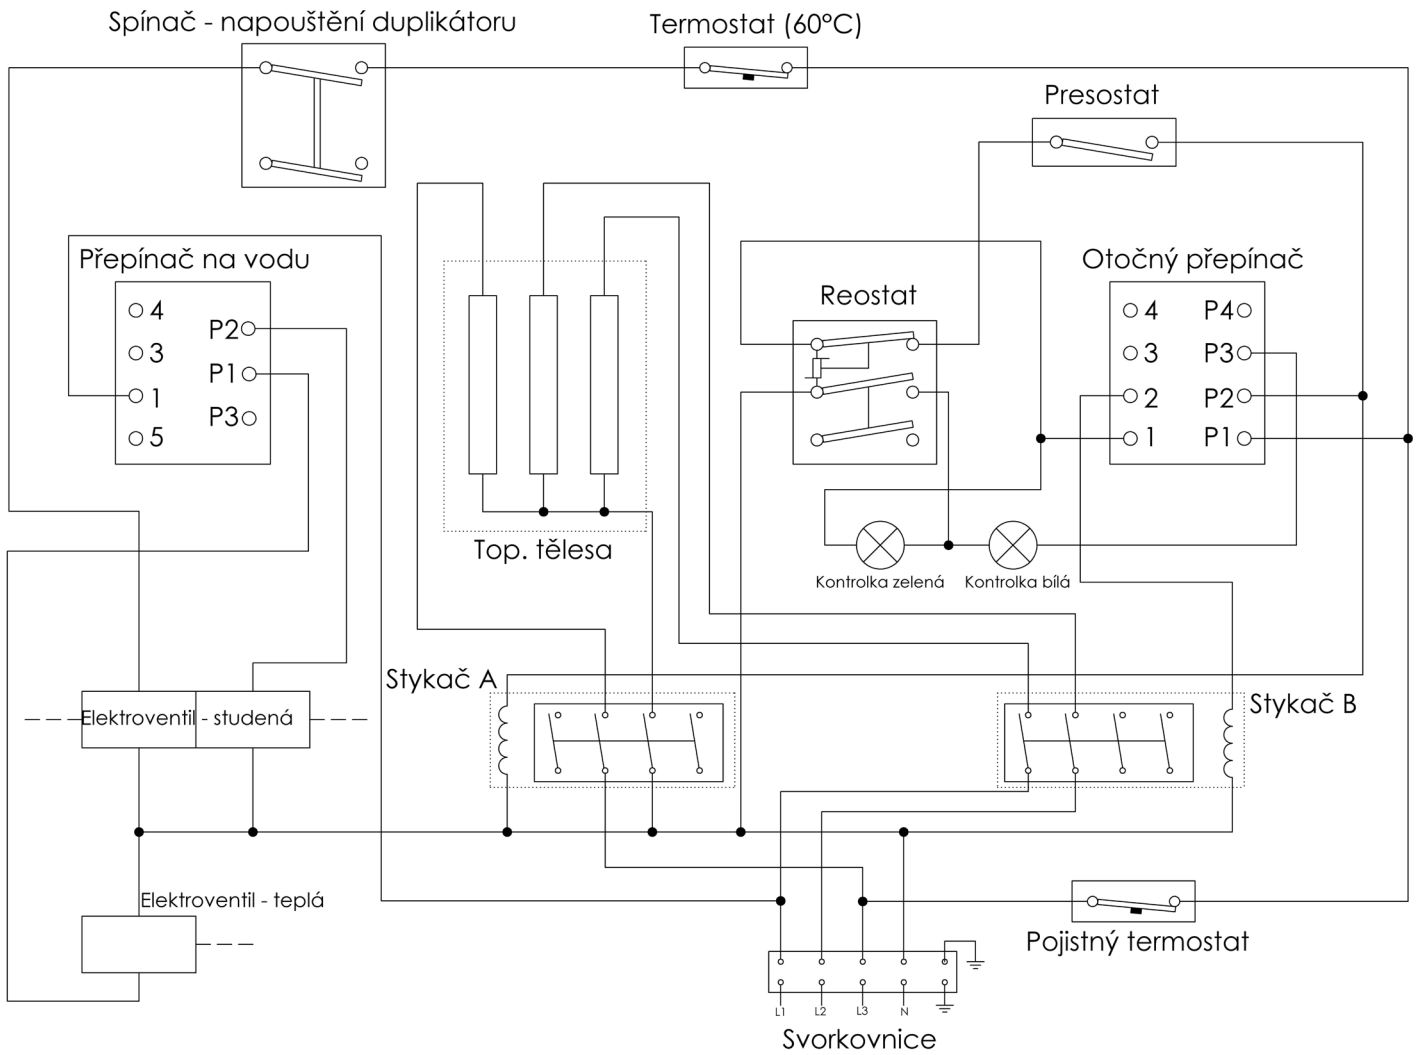 Spínač - napouštění duplikátoru
Termostat (60°C)
Presostat
Přepínač na vodu
4
3
1
5
P2
P1
P3
Reostat
Otočný přepínač
4
3
2
1
P4
P3
P2
P1
Top. tělesa
Kontrolka zelená
Kontrolka bílá
Stykač A
Stykač B
Elektroventil - studená
Elektroventil - teplá
Pojistný termostat
L1
L2
L3
N
Svorkovnice